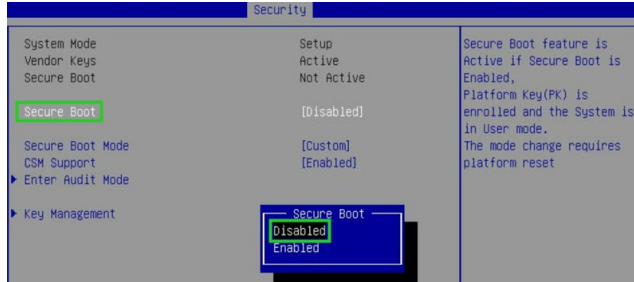 Security
System Mode Setup
Vendor Keys Active
Secure Boot Not Active
Secure Boot [Disabled]
Secure Boot Mode [Custom]
CSM Support [Enabled]
Enter Audit Mode
Key Management
Secure Boot
Disabled
Enabled
Secure Boot feature is
Active if Secure Boot is
Enabled,
Platform Key(PK) is
enrolled and the System is
in User mode.
The mode change requires
platform reset